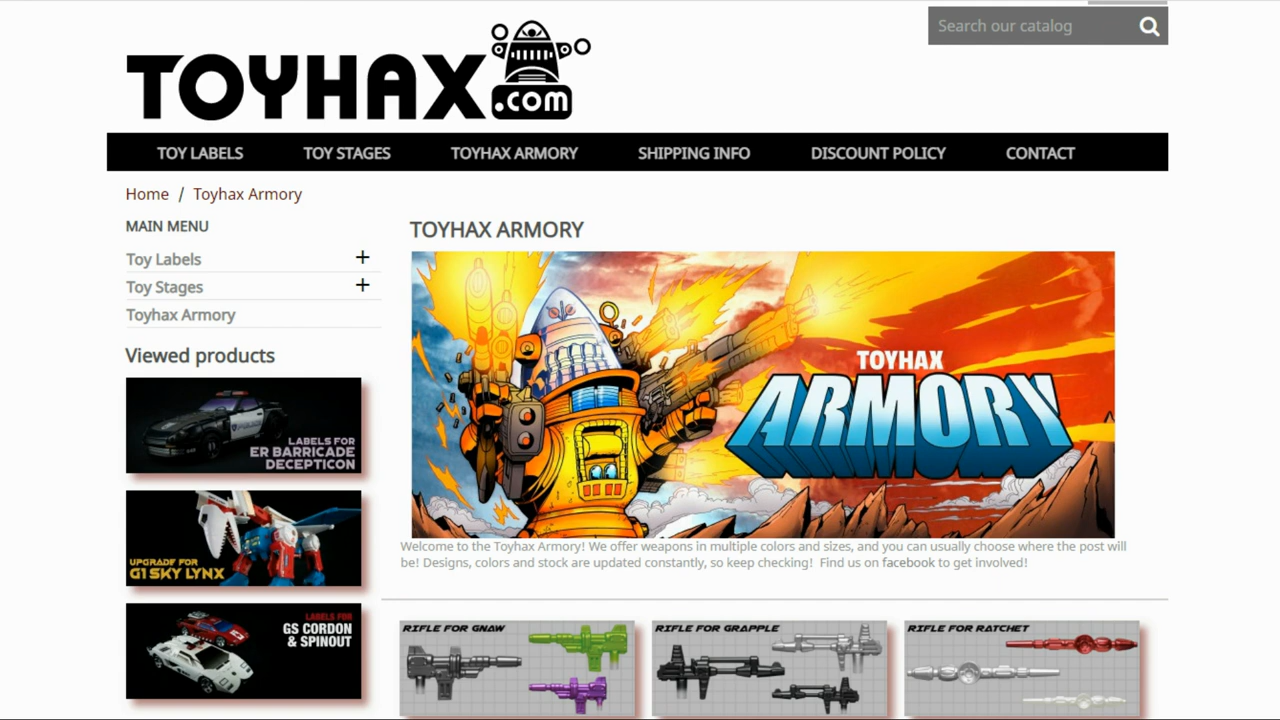 Search our catalog
TOYHAX
.com
TOY LABELS TOY STAGES TOYHAX ARMORY SHIPPING INFO DISCOUNT POLICY CONTACT
Home / Toyhax Armory
MAIN MENU
Toy Labels +
Toy Stages +
Toyhax Armory
Viewed products
LABELS FOR
ER BARRICADE
DECEPTICON
UPGRADE FOR
G1 SKY LYNX
LABELS FOR
GS CORDON
& SPINOUT
TOYHAX ARMORY
TOYHAX
ARMORY
Welcome to the Toyhax Armory! We offer weapons in multiple colors and sizes, and you can usually choose where the post will
be! Designs, colors and stock are updated constantly, so keep checking! Find us on facebook to get involved!
RIFLE FOR GNAW
RIFLE FOR GRAPPLE
RIFLE FOR RATCHET